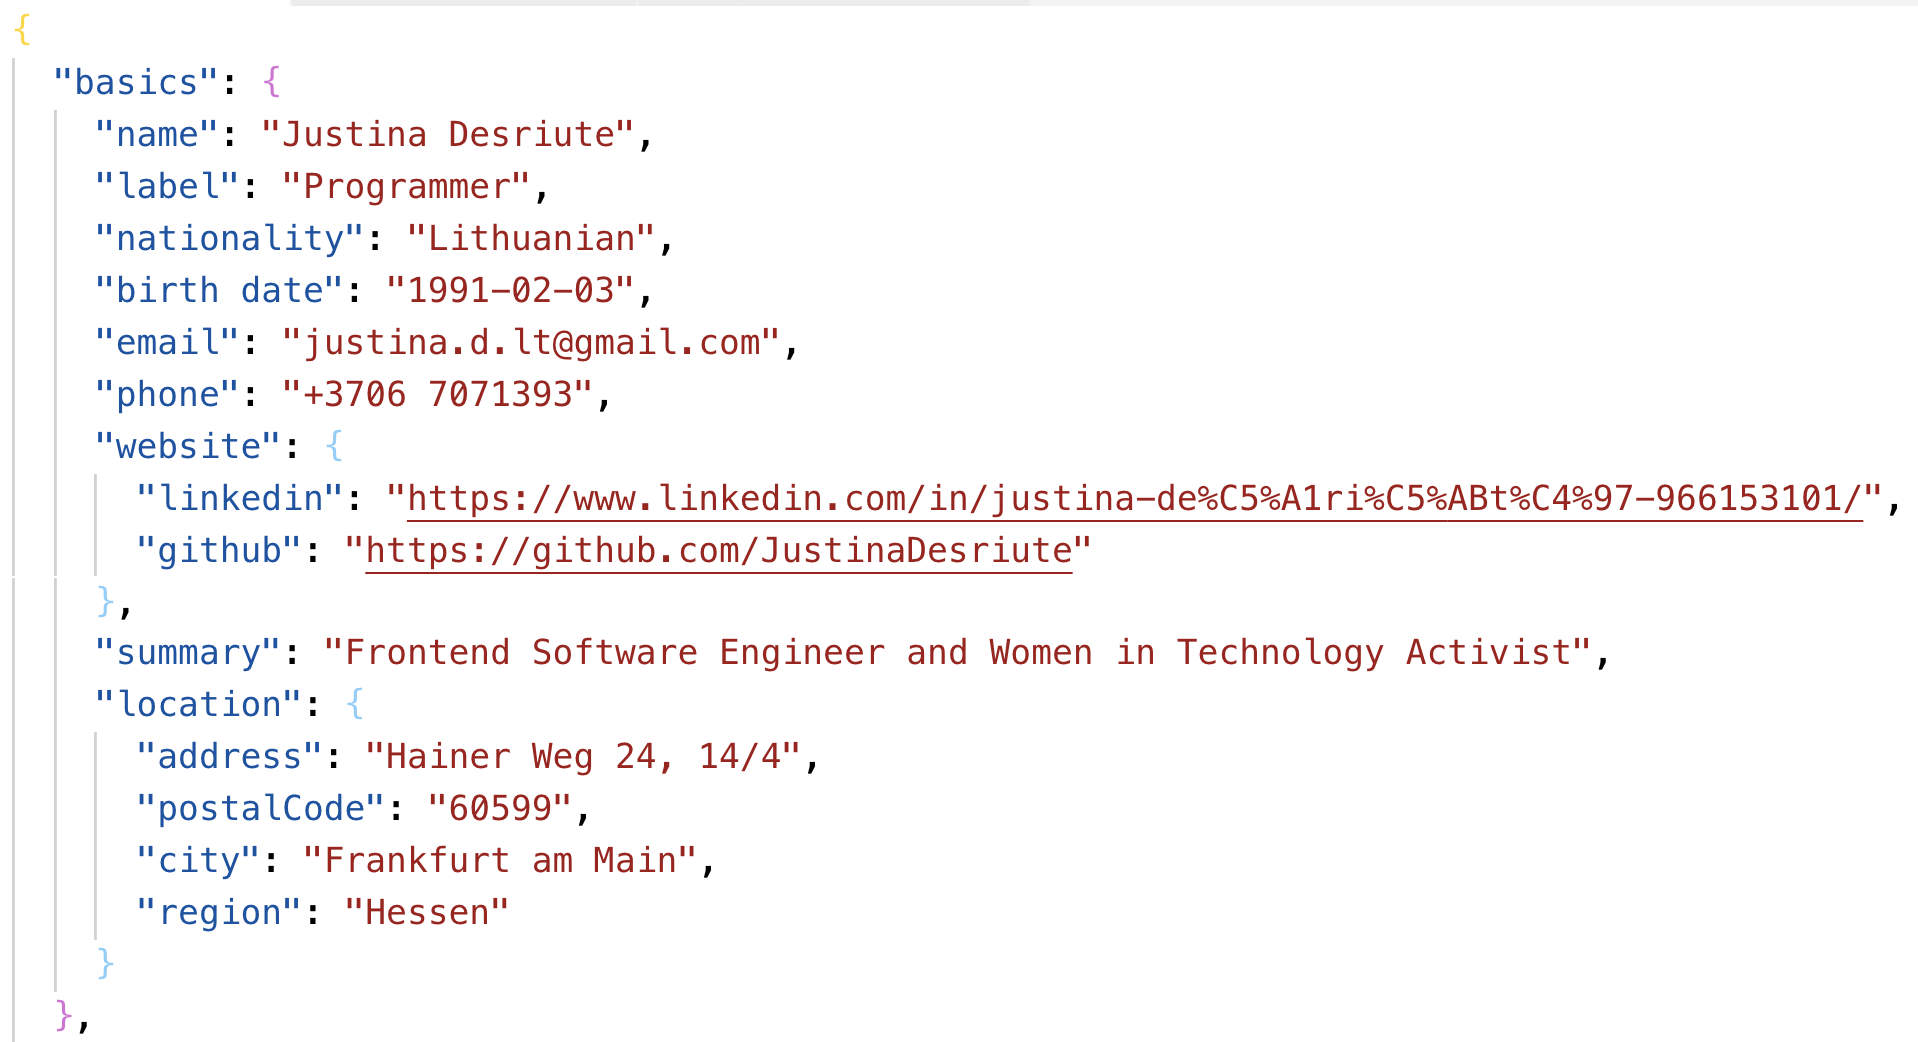 {
"basics": {
"name": "Justina Desriute",
"label": "Programmer",
"nationality": "Lithuanian",
"birth date": "1991-02-03",
"email": "justina.d.lt@gmail.com",
"phone": "+3706 7071393",
"website": {
"linkedin": "https://www.linkedin.com/in/justina-de%C5%A1ri%C5%ABt%C4%97-966153101/",
"github": "https://github.com/JustinaDesriute"
},
"summary": "Frontend Software Engineer and Women in Technology Activist",
"location": {
"address": "Hainer Weg 24, 14/4",
"postalCode": "60599",
"city": "Frankfurt am Main",
"region": "Hessen"
}
},